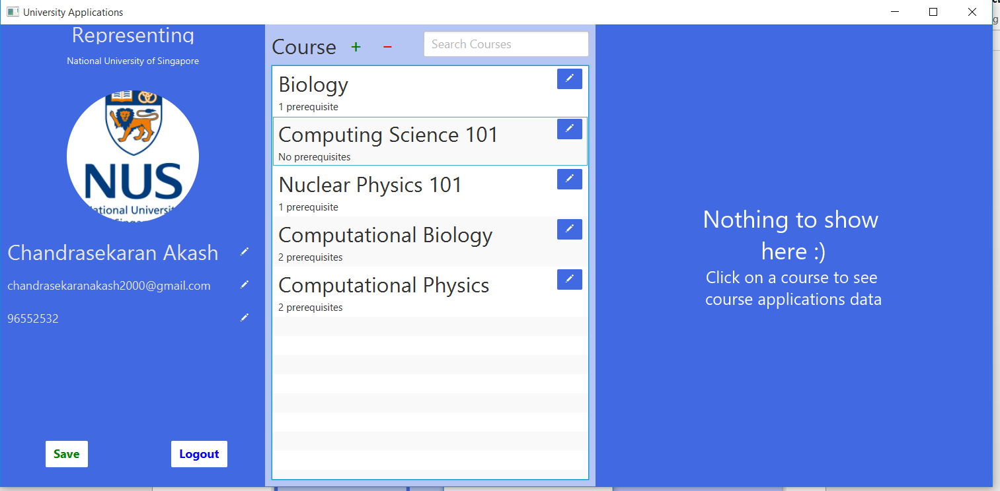 University Applications
Representing
National University of Singapore
NUS
National Universit
Chandrasekaran Akash
chandrasekaranakash2000@gmail.com
96552532
Save
Logout
Course + −
Search Courses
Biology
1 prerequisite
Computing Science 101
No prerequisites
Nuclear Physics 101
1 prerequisite
Computational Biology
2 prerequisites
Computational Physics
2 prerequisites
Nothing to show
here :)
Click on a course to see
course applications data
g